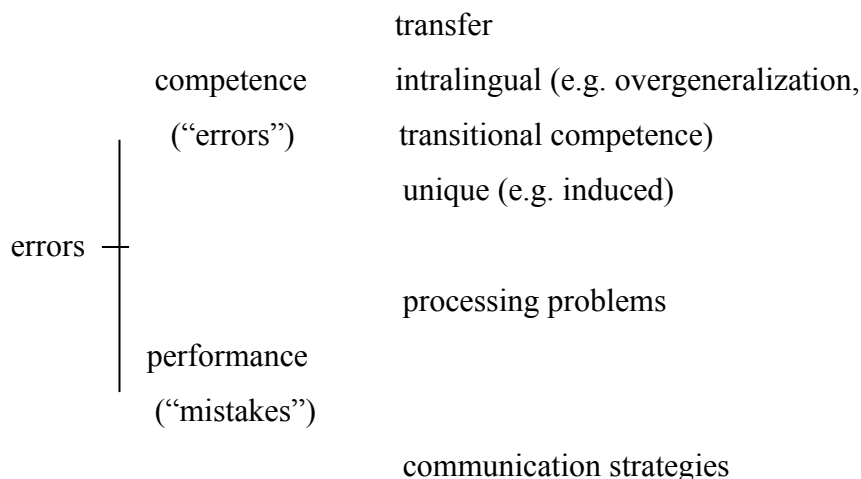 transfer
competence intralingual (e.g. overgeneralization,
(“errors”) transitional competence)
unique (e.g. induced)
errors
processing problems
performance
(“mistakes”)
communication strategies